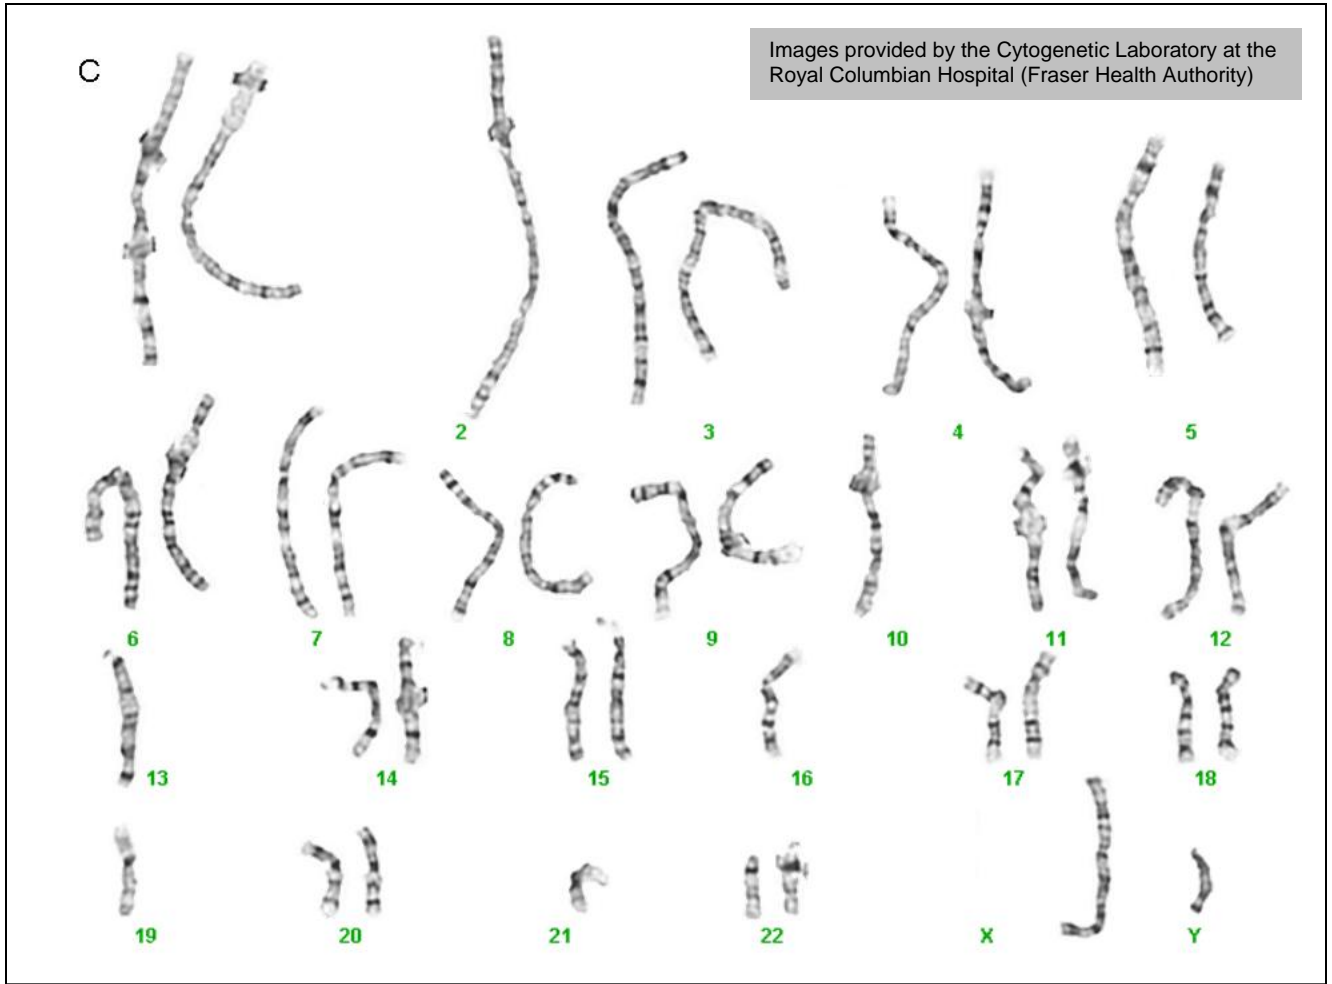 C
Images provided by the Cytogenetic Laboratory at the
Royal Columbian Hospital (Fraser Health Authority)
2 3 4 5
6 7 8 9 10 11 12
13 14 15 16 17 18
19 20 21 22 X Y